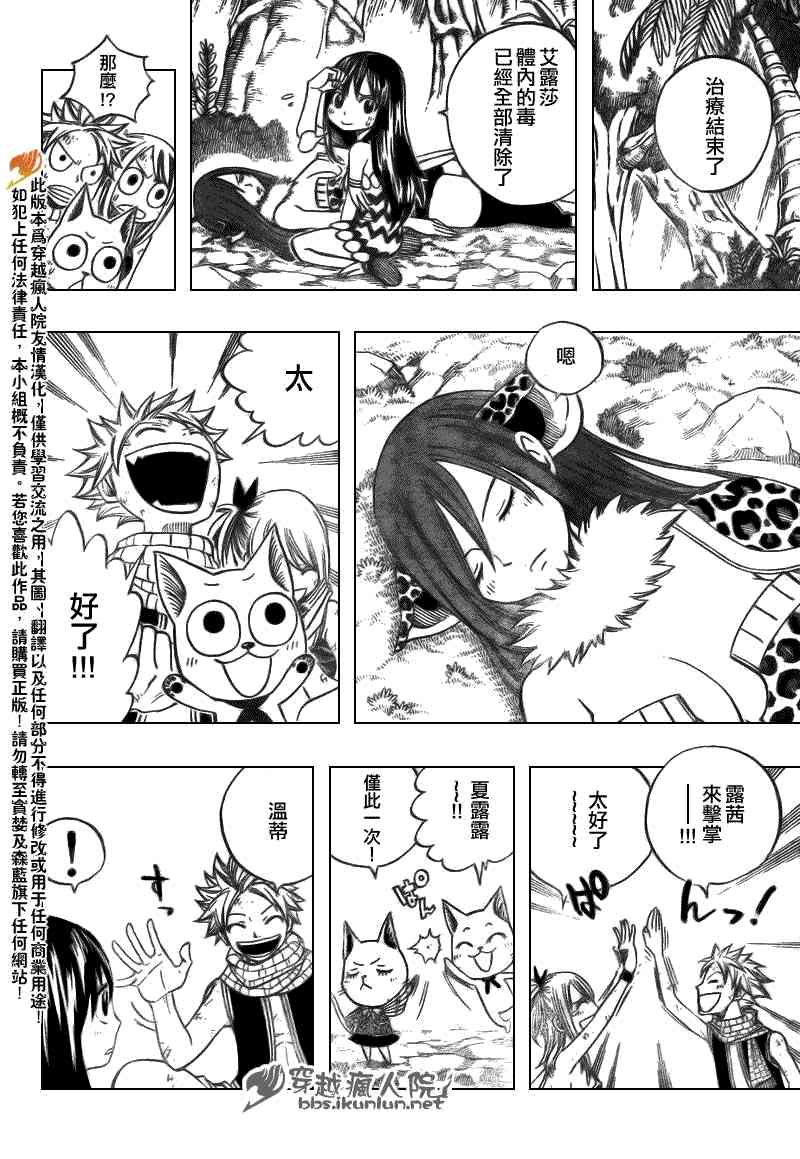 治療結束了
艾露莎
體內的毒
已經全部清除了
那麼!?
嗯
太
好了!!!
露茜
來擊掌
——!!!
太好了
~~~~~
夏露露
~~!!
僅此一次！
溫蒂
！
ぱん
ぱんっ!
すっ
此版本爲穿越瘋人院友情漢化，僅供學習交流之用，其圖、翻譯以及任何部分不得進行修改或用于任何商業用途！
如犯上任何法律責任，本小組概不負責。若您喜歡此作品，請購買正版！請勿轉至貪婪及森藍旗下任何網站！
穿越瘋人院
bbs.ikunlun.net